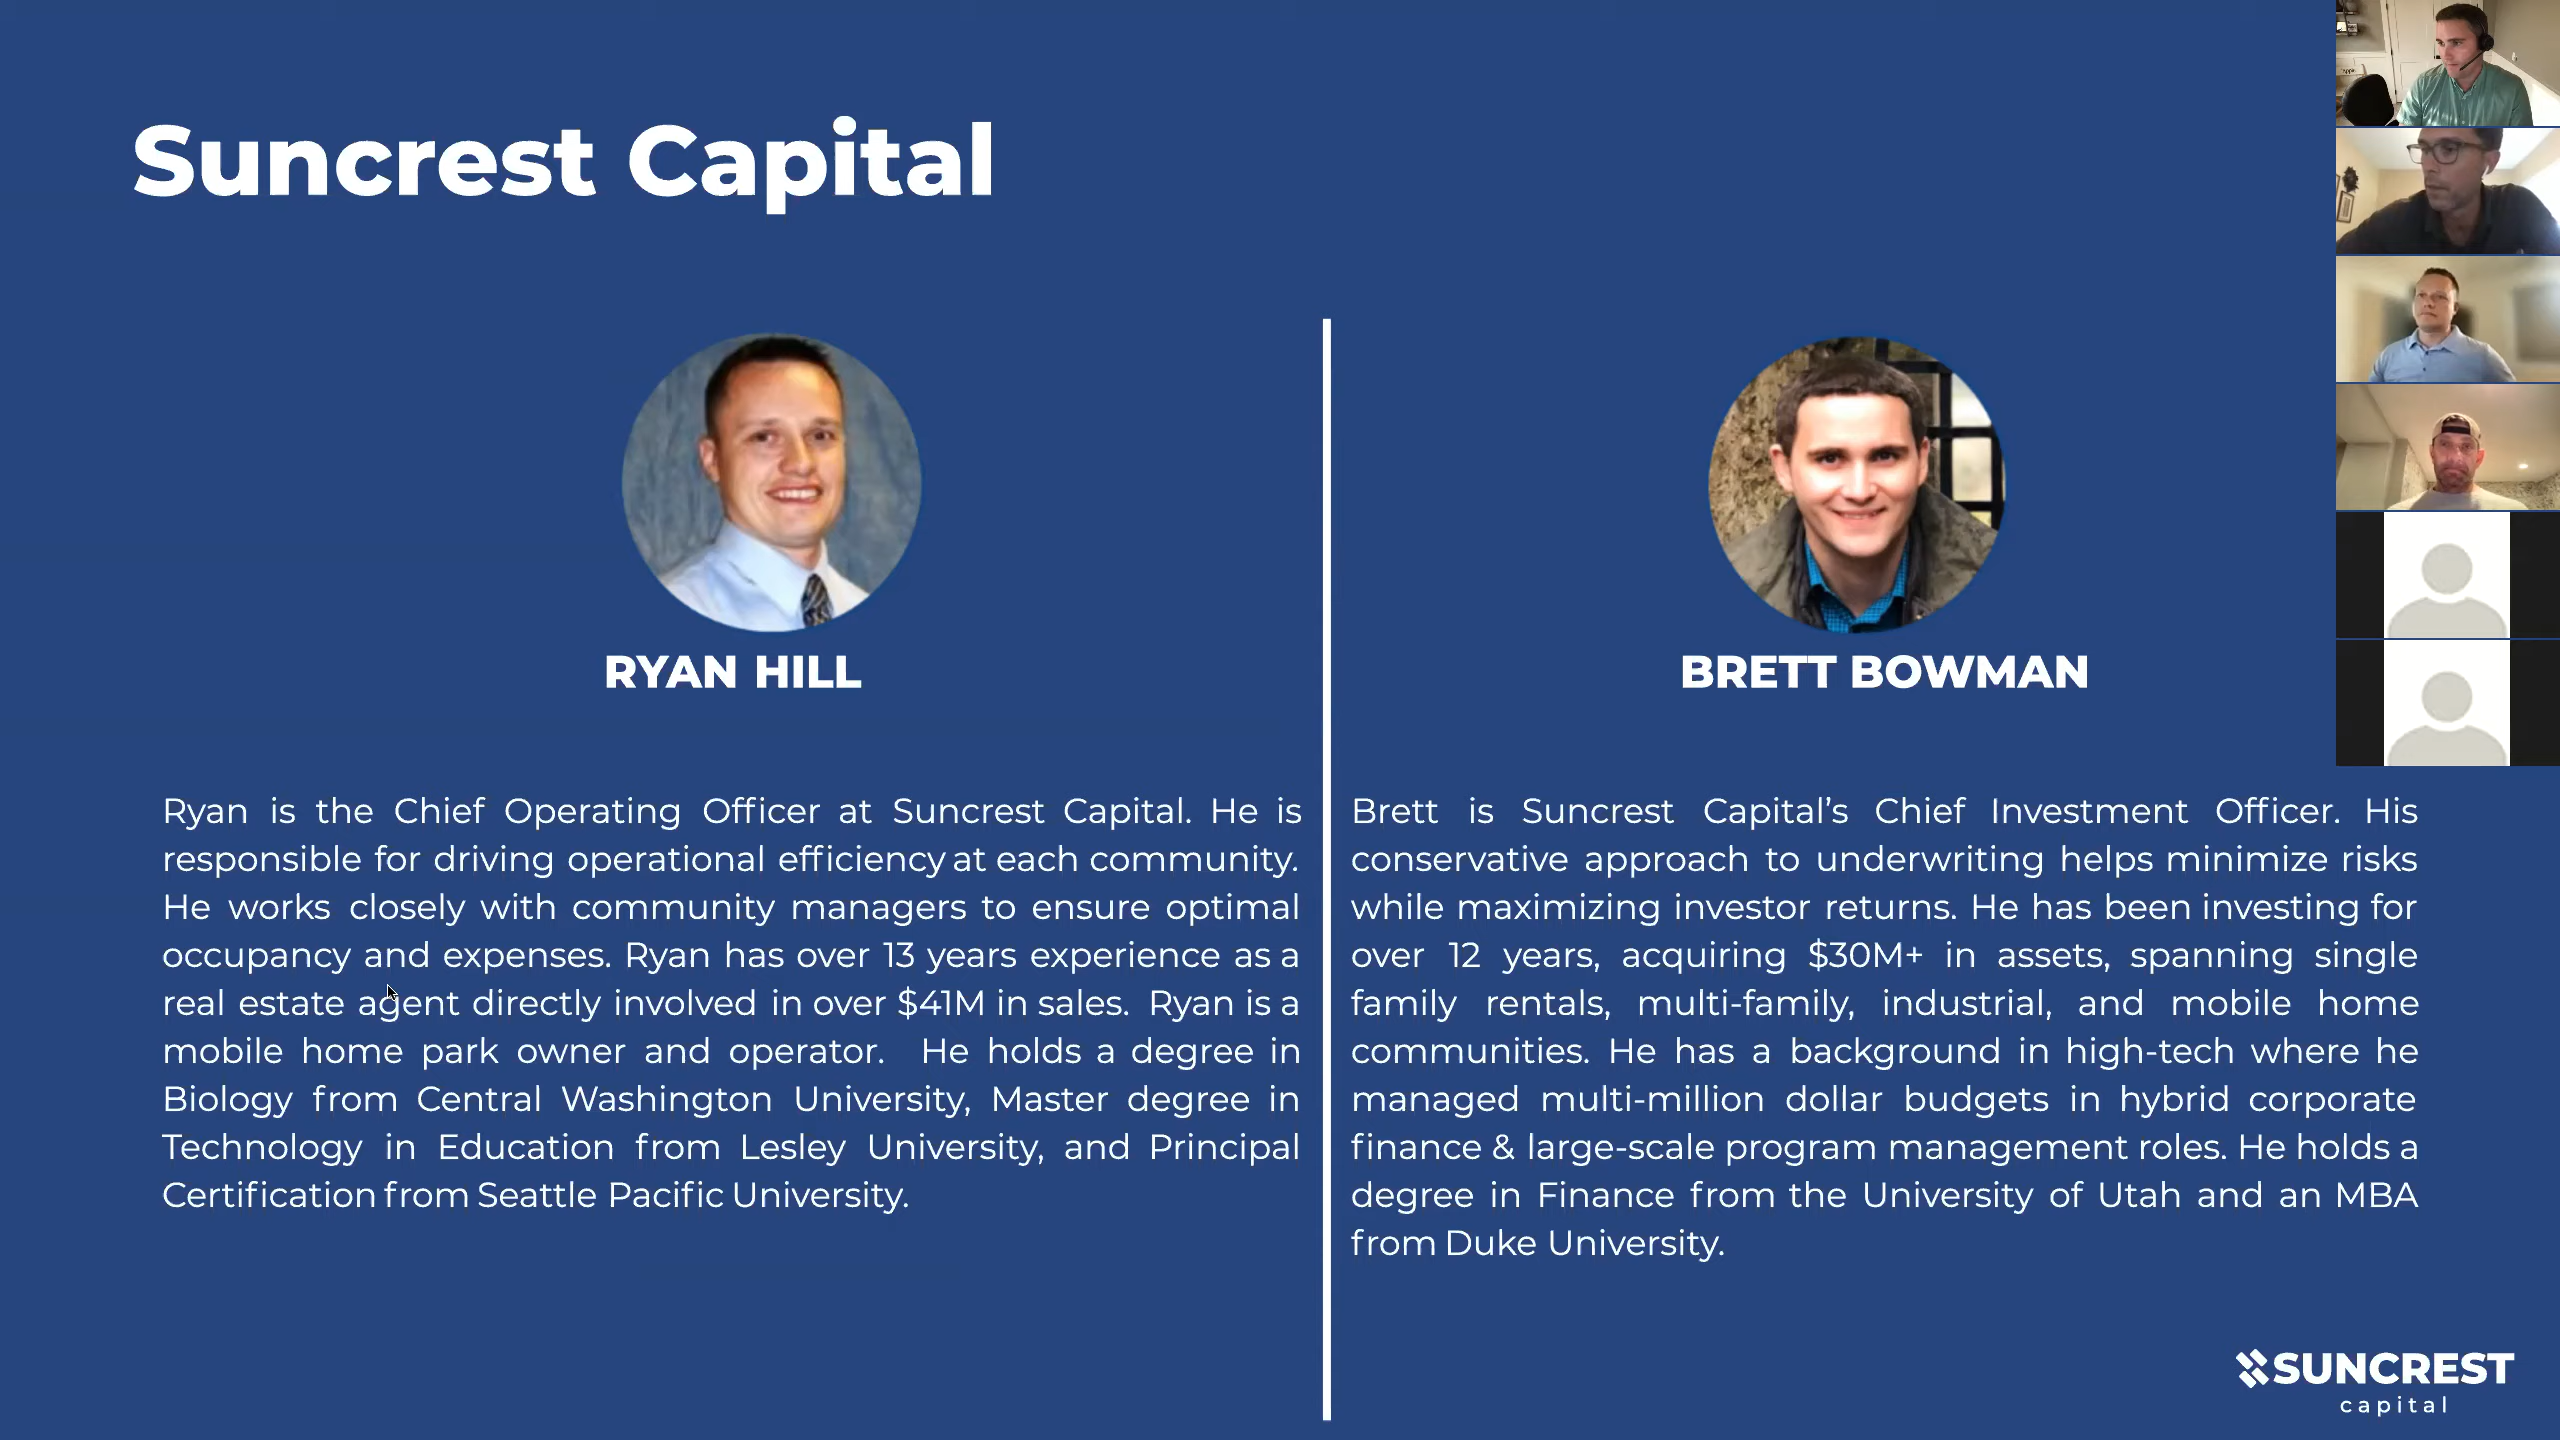 Suncrest Capital
RYAN HILL
Ryan is the Chief Operating Officer at Suncrest Capital. He is
responsible for driving operational efficiency at each community.
He works closely with community managers to ensure optimal
occupancy and expenses. Ryan has over 13 years experience as a
real estate agent directly involved in over $41M in sales. Ryan is a
mobile home park owner and operator. He holds a degree in
Biology from Central Washington University, Master degree in
Technology in Education from Lesley University, and Principal
Certification from Seattle Pacific University.
BRETT BOWMAN
Brett is Suncrest Capital’s Chief Investment Officer. His
conservative approach to underwriting helps minimize risks
while maximizing investor returns. He has been investing for
over 12 years, acquiring $30M+ in assets, spanning single
family rentals, multi-family, industrial, and mobile home
communities. He has a background in high-tech where he
managed multi-million dollar budgets in hybrid corporate
finance & large-scale program management roles. He holds a
degree in Finance from the University of Utah and an MBA
from Duke University.
SUNCREST
capital